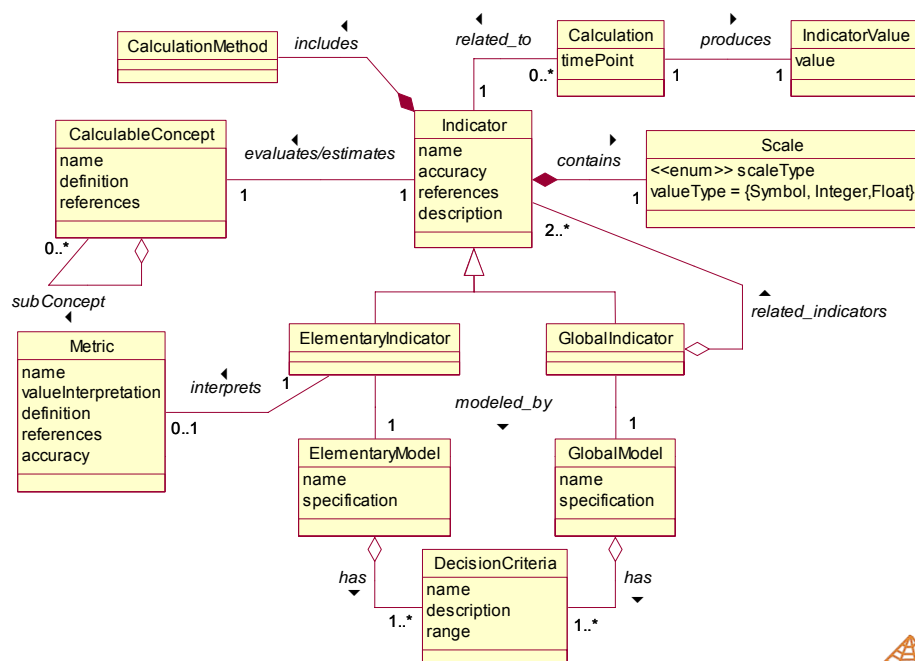 CalculationMethod
includes
related_to
Calculation
timePoint
produces
IndicatorValue
value
1
0..*
1
1
CalculableConcept
name
definition
references
evaluates/estimates
1
1
Indicator
name
accuracy
references
description
contains
1
Scale
<<enum>> scaleType
valueType = {Symbol, Integer,Float}
0..*
subConcept
2..*
related_indicators
Metric
name
valueInterpretation
definition
references
accuracy
interprets
1
0..1
ElementaryIndicator
GlobalIndicator
modeled_by
1
1
ElementaryModel
name
specification
GlobalModel
name
specification
has
1..*
DecisionCriteria
name
description
range
has
1..*